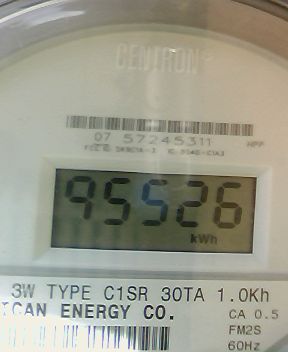 CENTRON
07 57245311 HPP
95526
kWh
3W TYPE C1SR 30TA 1.0Kh
ICAN ENERGY CO. CA 0.5
FM2S
60Hz